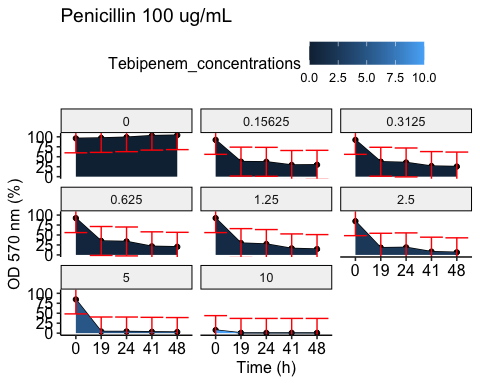 Penicillin 100 ug/mL
Tebipenem_concentrations
0.0 2.5 5.0 7.5 10.0
0 0.15625 0.3125
100
75
50
25
0
0.625 1.25 2.5
100
75
50
25
0
0 19 24 41 48
5 10
100
75
50
25
0
0 19 24 41 48 0 19 24 41 48
OD 570 nm (%)
Time (h)